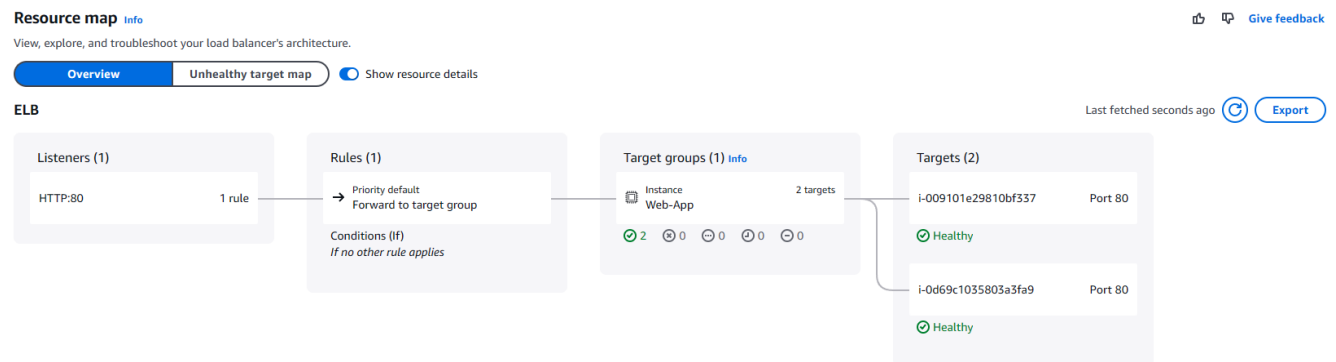 Resource map Info
Give feedback
View, explore, and troubleshoot your load balancer's architecture.
Overview
Unhealthy target map
Show resource details
ELB
Last fetched seconds ago
Export
Listeners (1)
HTTP:80
1 rule
Rules (1)
Priority default
Forward to target group
Conditions (If)
If no other rule applies
Target groups (1) Info
Instance
2 targets
Web-App
2 0 0 0 0
Targets (2)
i-009101e29810bf337
Port 80
Healthy
i-0d69c1035803a3fa9
Port 80
Healthy